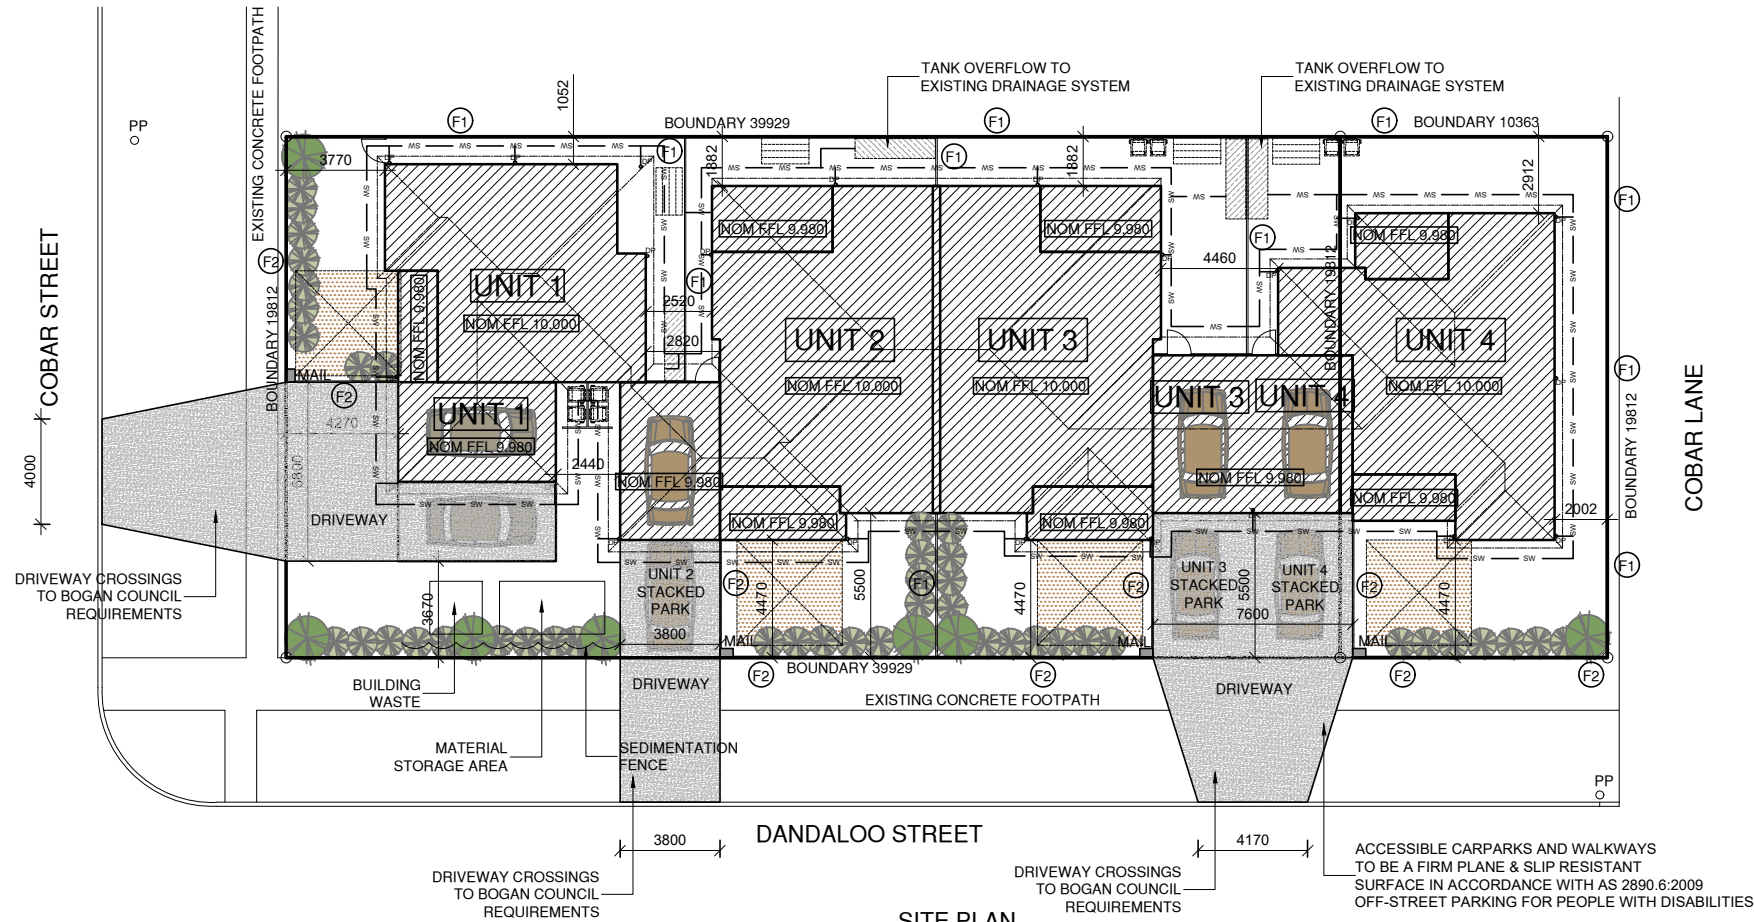 EXISTING CONCRETE FOOTPATH
TANK OVERFLOW TO
EXISTING DRAINAGE SYSTEM
TANK OVERFLOW TO
EXISTING DRAINAGE SYSTEM
PP
F1
1052
BOUNDARY 39929
F1
F1
BOUNDARY 10363
3770
F1
1882
F1
1882
2912
F1
NOM FFL 9.980
NOM FFL 9.980
NOM FFL 9.980
F1
F2
4460
COBAR STREET
BOUNDARY 19812
NOM FFL 9.980
UNIT 1
NOM FFL 10.000
F1
2520
2820
UNIT 2
NOM FFL 10.000
UNIT 3
NOM FFL 10.000
BOUNDARY 19812
UNIT 4
NOM FFL 10.000
F1
BOUNDARY 19812
COBAR LANE
MAIL
F2
UNIT 1
NOM FFL 9.980
4270
4000
5800
2440
NOM FFL 9.980
UNIT 3
UNIT 4
NOM FFL 9.980
NOM FFL 9.980
2002
DRIVEWAY
NOM FFL 9.980
NOM FFL 9.980
DRIVEWAY CROSSINGS
TO BOGAN COUNCIL
REQUIREMENTS
3670
UNIT 2
STACKED
PARK
3800
F2
4470
5500
F1
4470
F2
UNIT 3
STACKED
PARK
5500
UNIT 4
STACKED
PARK
7600
F2
4470
F1
MAIL
MAIL
MAIL
F2
BOUNDARY 39929
F2
F2
F2
BUILDING
WASTE
DRIVEWAY
EXISTING CONCRETE FOOTPATH
DRIVEWAY
MATERIAL
STORAGE AREA
SEDIMENTATION
FENCE
PP
DANDALOO STREET
3800
4170
DRIVEWAY CROSSINGS
TO BOGAN COUNCIL
REQUIREMENTS
DRIVEWAY CROSSINGS
TO BOGAN COUNCIL
REQUIREMENTS
ACCESSIBLE CARPARKS AND WALKWAYS
TO BE A FIRM PLANE & SLIP RESISTANT
SURFACE IN ACCORDANCE WITH AS 2890.6:2009
OFF-STREET PARKING FOR PEOPLE WITH DISABILITIES
SITE PLAN